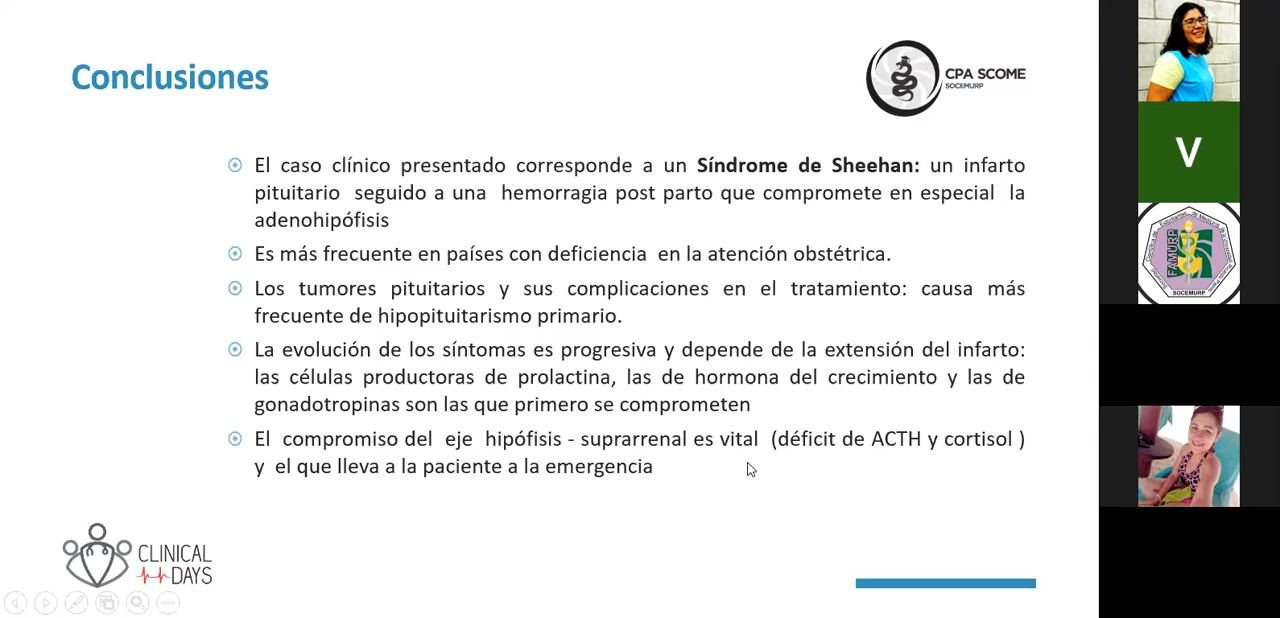 Conclusiones
CPA SCOME
SOCEMURP
El caso clínico presentado corresponde a un Síndrome de Sheehan: un infarto
pituitario seguido a una hemorragia post parto que compromete en especial la
adenohipófisis
Es más frecuente en países con deficiencia en la atención obstétrica.
Los tumores pituitarios y sus complicaciones en el tratamiento: causa más
frecuente de hipopituitarismo primario.
La evolución de los síntomas es progresiva y depende de la extensión del infarto:
las células productoras de prolactina, las de hormona del crecimiento y las de
gonadotropinas son las que primero se comprometen
El compromiso del eje hipófisis - suprarrenal es vital (déficit de ACTH y cortisol )
y el que lleva a la paciente a la emergencia
CLINICAL
DAYS
V
FAMURP
SOCEMURP